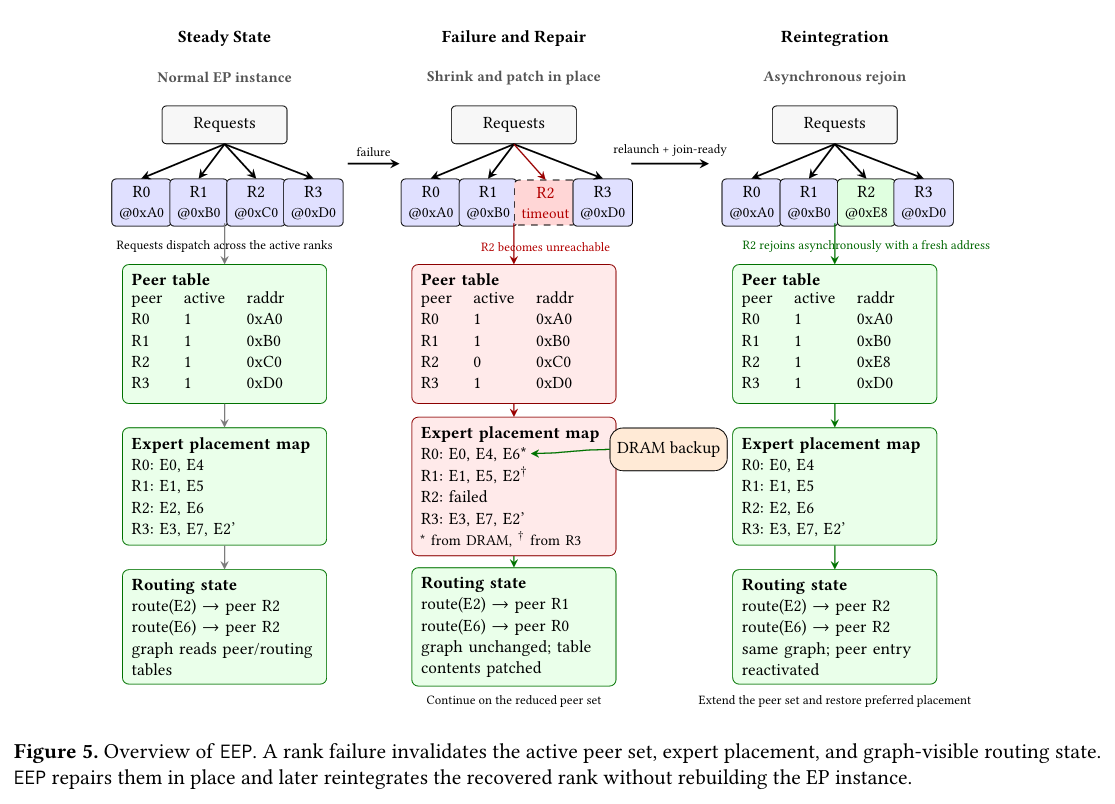 Steady State
Normal EP instance
Requests
R0
@0xA0
R1
@0xB0
R2
@0xC0
R3
@0xD0
Requests dispatch across the active ranks
Peer table
peer active raddr
R0 1 0xA0
R1 1 0xB0
R2 1 0xC0
R3 1 0xD0
Expert placement map
R0: E0, E4
R1: E1, E5
R2: E2, E6
R3: E3, E7, E2’
Routing state
route(E2) → peer R2
route(E6) → peer R2
graph reads peer/routing
tables
failure
Failure and Repair
Shrink and patch in place
Requests
R0
@0xA0
R1
@0xB0
R2
timeout
R3
@0xD0
R2 becomes unreachable
Peer table
peer active raddr
R0 1 0xA0
R1 1 0xB0
R2 0 0xC0
R3 1 0xD0
Expert placement map
R0: E0, E4, E6*
R1: E1, E5, E2†
R2: failed
R3: E3, E7, E2’
* from DRAM, † from R3
DRAM backup
Routing state
route(E2) → peer R1
route(E6) → peer R0
graph unchanged; table
contents patched
Continue on the reduced peer set
relaunch + join-ready
Reintegration
Asynchronous rejoin
Requests
R0
@0xA0
R1
@0xB0
R2
@0xE8
R3
@0xD0
R2 rejoins asynchronously with a fresh address
Peer table
peer active raddr
R0 1 0xA0
R1 1 0xB0
R2 1 0xE8
R3 1 0xD0
Expert placement map
R0: E0, E4
R1: E1, E5
R2: E2, E6
R3: E3, E7, E2’
Routing state
route(E2) → peer R2
route(E6) → peer R2
same graph; peer entry
reactivated
Extend the peer set and restore preferred placement
Figure 5. Overview of EEP. A rank failure invalidates the active peer set, expert placement, and graph-visible routing state.
EEP repairs them in place and later reintegrates the recovered rank without rebuilding the EP instance.